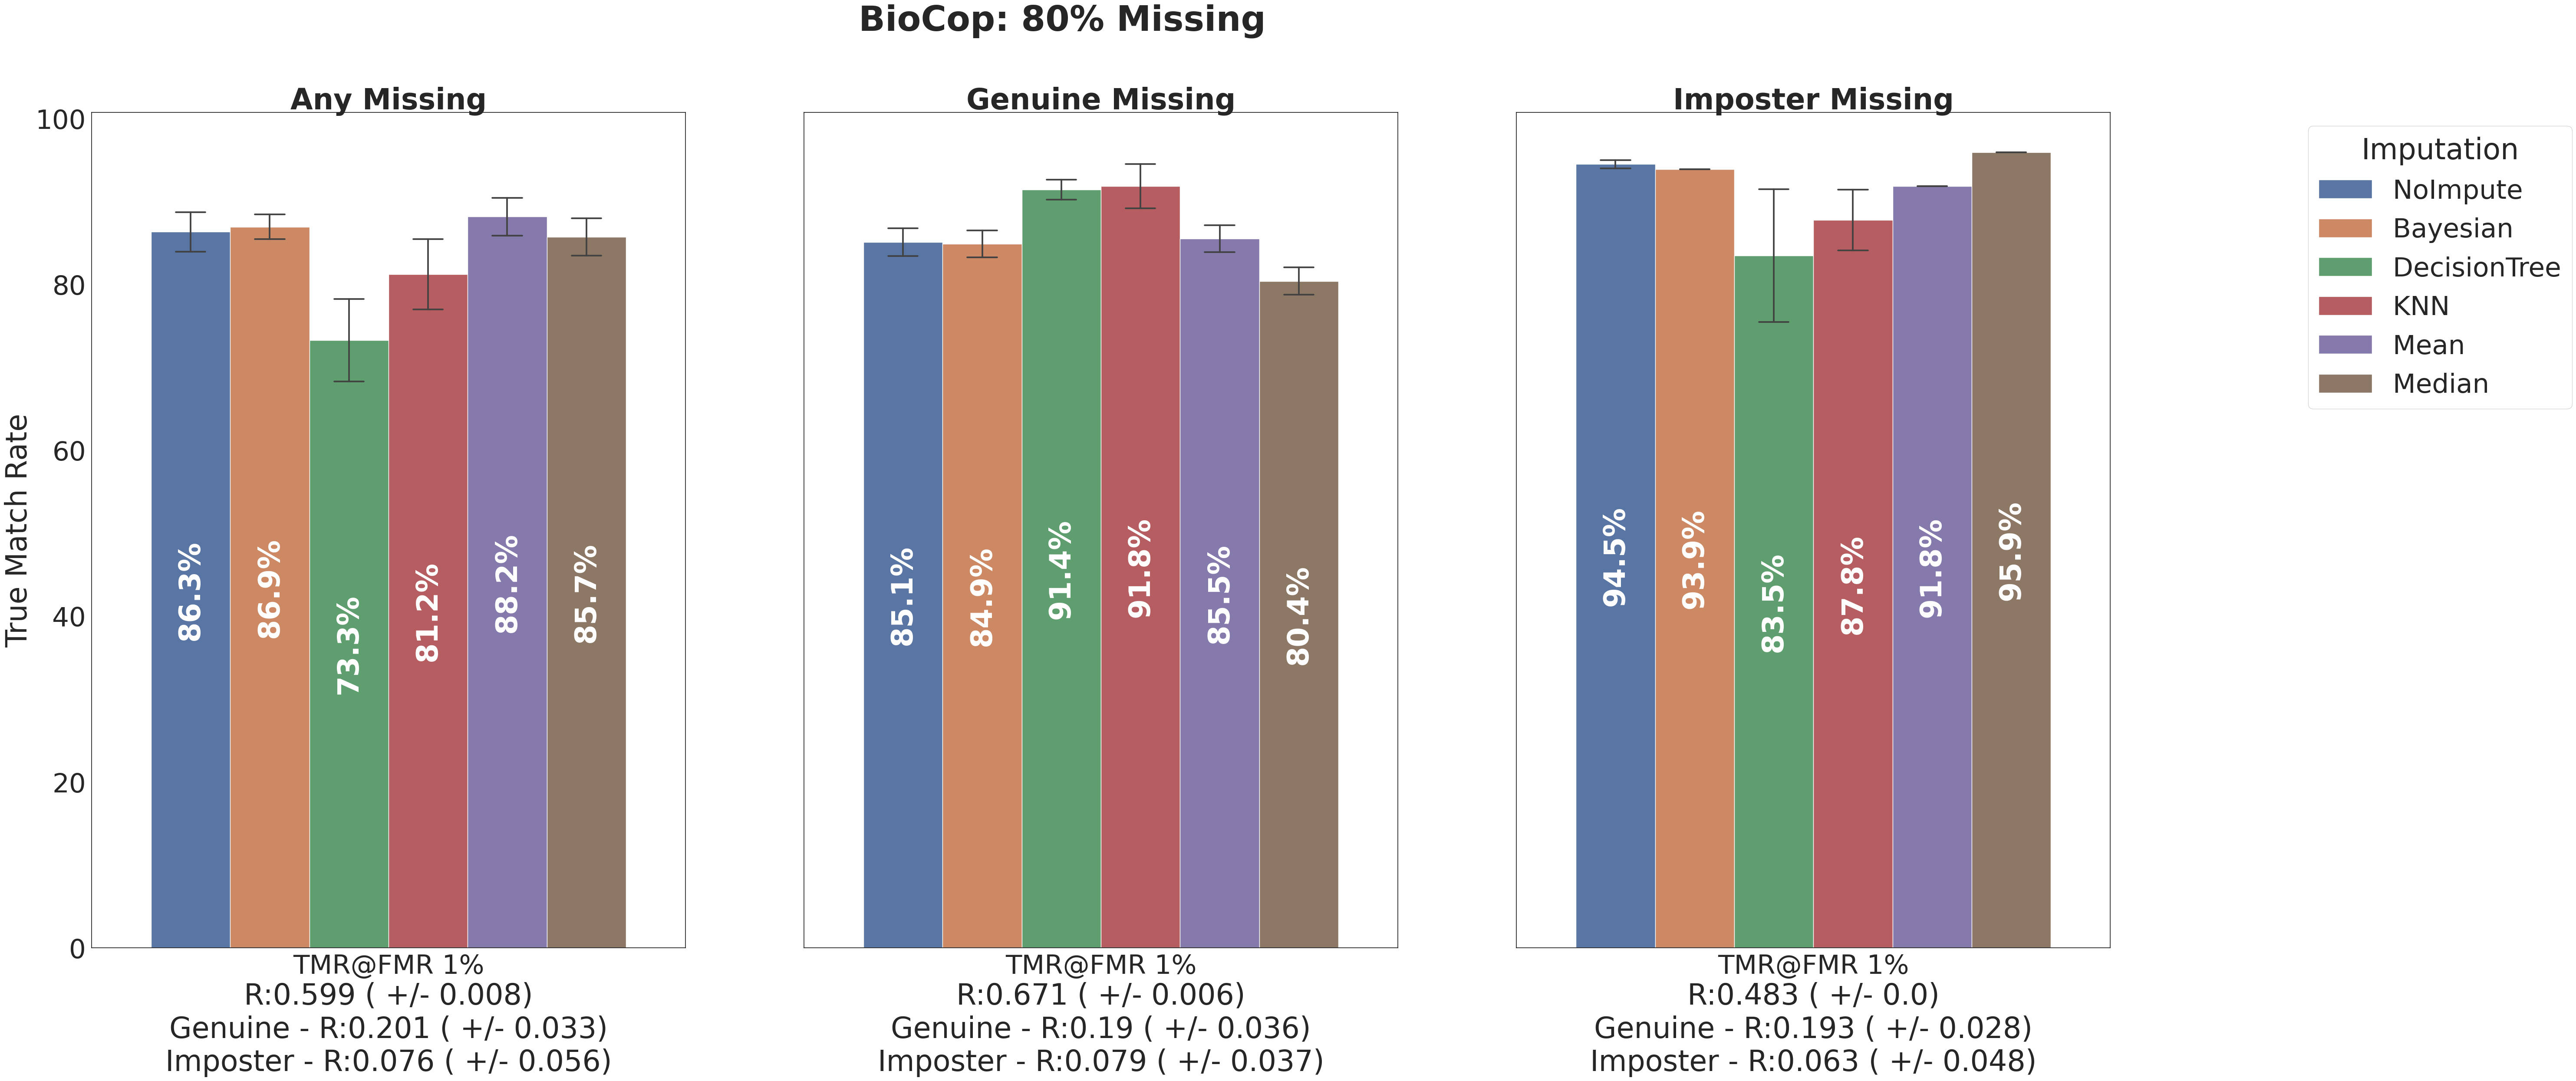 BioCop: 80% Missing
Any Missing
Genuine Missing
Imposter Missing
True Match Rate
100
80
60
40
20
0
86.3%
86.9%
73.3%
81.2%
88.2%
85.7%
85.1%
84.9%
91.4%
91.8%
85.5%
80.4%
94.5%
93.9%
83.5%
87.8%
91.8%
95.9%
TMR@FMR 1%
R:0.599 ( +/- 0.008)
Genuine - R:0.201 ( +/- 0.033)
Imposter - R:0.076 ( +/- 0.056)
TMR@FMR 1%
R:0.671 ( +/- 0.006)
Genuine - R:0.19 ( +/- 0.036)
Imposter - R:0.079 ( +/- 0.037)
TMR@FMR 1%
R:0.483 ( +/- 0.0)
Genuine - R:0.193 ( +/- 0.028)
Imposter - R:0.063 ( +/- 0.048)
Imputation
NoImpute
Bayesian
DecisionTree
KNN
Mean
Median